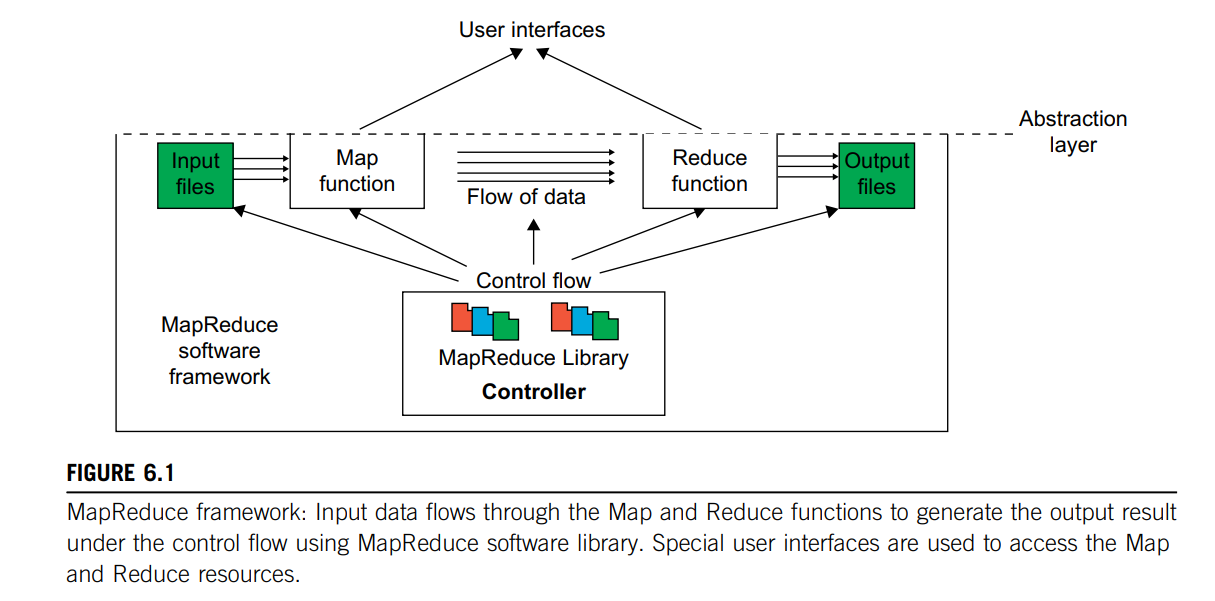 User interfaces
Abstraction
layer
Input
files
Map
function
Flow of data
Reduce
function
Output
files
Control flow
MapReduce
software
framework
MapReduce Library
Controller
FIGURE 6.1
MapReduce framework: Input data flows through the Map and Reduce functions to generate the output result
under the control flow using MapReduce software library. Special user interfaces are used to access the Map
and Reduce resources.